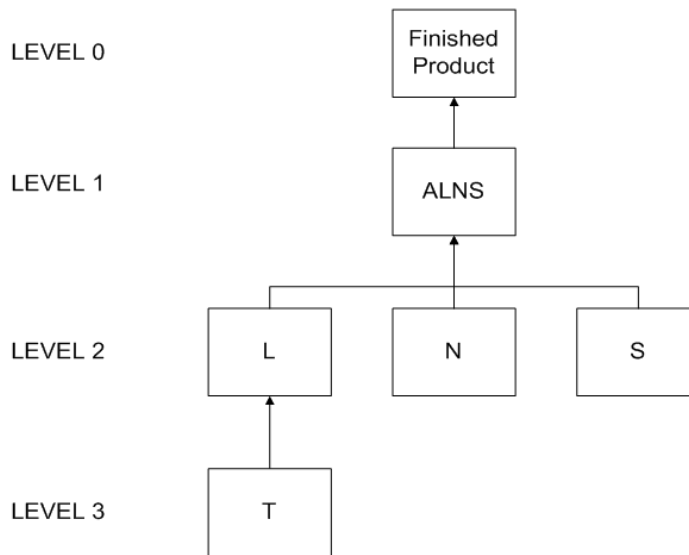 LEVEL 0
Finished
Product
LEVEL 1
ALNS
LEVEL 2
L
N
S
LEVEL 3
T